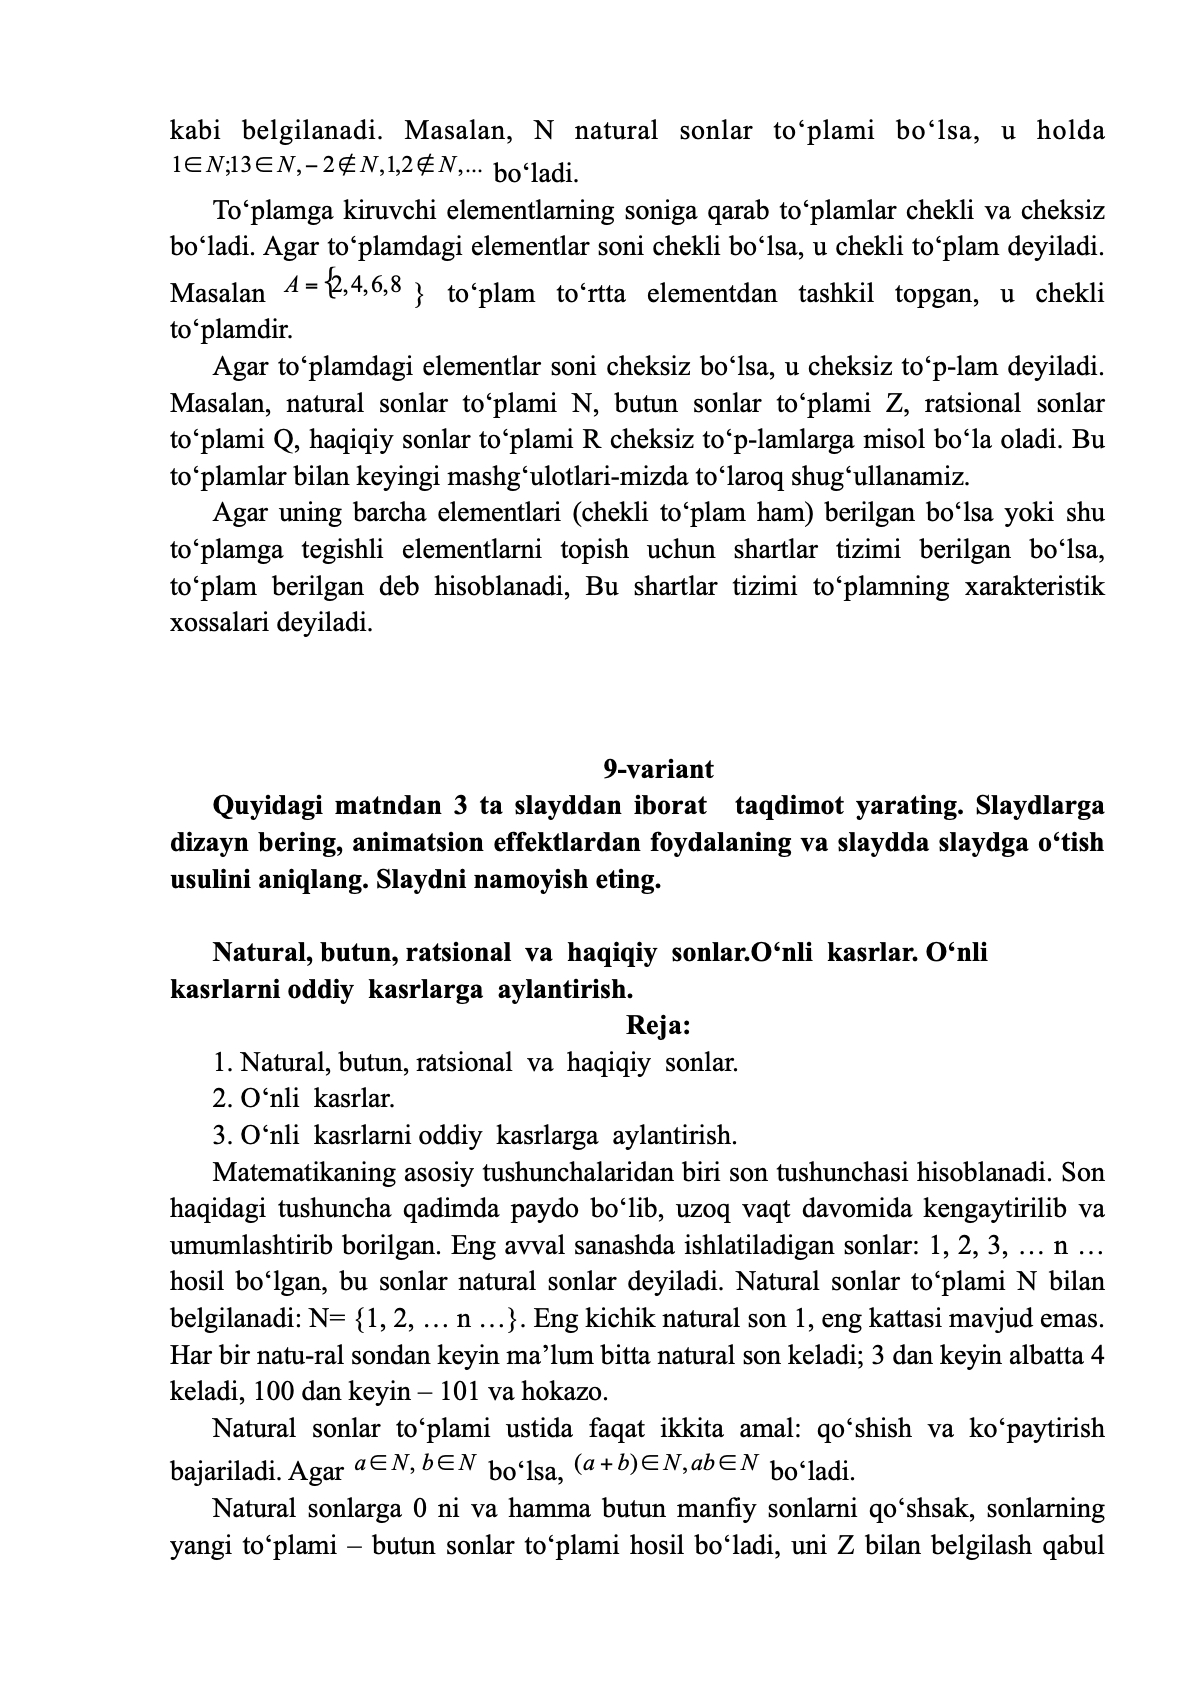 kabi belgilanadi. Masalan, N natural sonlar to‘plami bo‘lsa, u holda
1∈N;13∈N,−2∉N,1,2∉N,... bo‘ladi.
To‘plamga kiruvchi elementlarning soniga qarab to‘plamlar chekli va cheksiz
bo‘ladi. Agar to‘plamdagi elementlar soni chekli bo‘lsa, u chekli to‘plam deyiladi.
Masalan A = {2,4,6,8 } to‘plam to‘rtta elementdan tashkil topgan, u chekli
to‘plamdir.
Agar to‘plamdagi elementlar soni cheksiz bo‘lsa, u cheksiz to‘p-lam deyiladi.
Masalan, natural sonlar to‘plami N, butun sonlar to‘plami Z, ratsional sonlar
to‘plami Q, haqiqiy sonlar to‘plami R cheksiz to‘p-lamlarga misol bo‘la oladi. Bu
to‘plamlar bilan keyingi mashg‘ulotlari-mizda to‘laroq shug‘ullanamiz.
Agar uning barcha elementlari (chekli to‘plam ham) berilgan bo‘lsa yoki shu
to‘plamga tegishli elementlarni topish uchun shartlar tizimi berilgan bo‘lsa,
to‘plam berilgan deb hisoblanadi, Bu shartlar tizimi to‘plamning xarakteristik
xossalari deyiladi.
9-variant
Quyidagi matndan 3 ta slayddan iborat taqdimot yarating. Slaydlarga
dizayn bering, animatsion effektlardan foydalaning va slaydda slaydga o‘tish
usulini aniqlang. Slaydni namoyish eting.
Natural, butun, ratsional va haqiqiy sonlar.O‘nli kasrlar. O‘nli
kasrlarni oddiy kasrlarga aylantirish.
Reja:
1. Natural, butun, ratsional va haqiqiy sonlar.
2. O‘nli kasrlar.
3. O‘nli kasrlarni oddiy kasrlarga aylantirish.
Matematikaning asosiy tushunchalaridan biri son tushunchasi hisoblanadi. Son
haqidagi tushuncha qadimda paydo bo‘lib, uzoq vaqt davomida kengaytirilib va
umumlashtirib borilgan. Eng avval sanashda ishlatiladigan sonlar: 1, 2, 3, … n …
hosil bo‘lgan, bu sonlar natural sonlar deyiladi. Natural sonlar to‘plami N bilan
belgilanadi: N= {1, 2, … n …}. Eng kichik natural son 1, eng kattasi mavjud emas.
Har bir natu-ral sondan keyin ma’lum bitta natural son keladi; 3 dan keyin albatta 4
keladi, 100 dan keyin – 101 va hokazo.
Natural sonlar to‘plami ustida faqat ikkita amal: qo‘shish va ko‘paytirish
bajariladi. Agar a∈N, b∈N bo‘lsa, (a+b)∈N,ab∈N bo‘ladi.
Natural sonlarga 0 ni va hamma butun manfiy sonlarni qo‘shsak, sonlarning
yangi to‘plami – butun sonlar to‘plami hosil bo‘ladi, uni Z bilan belgilash qabul